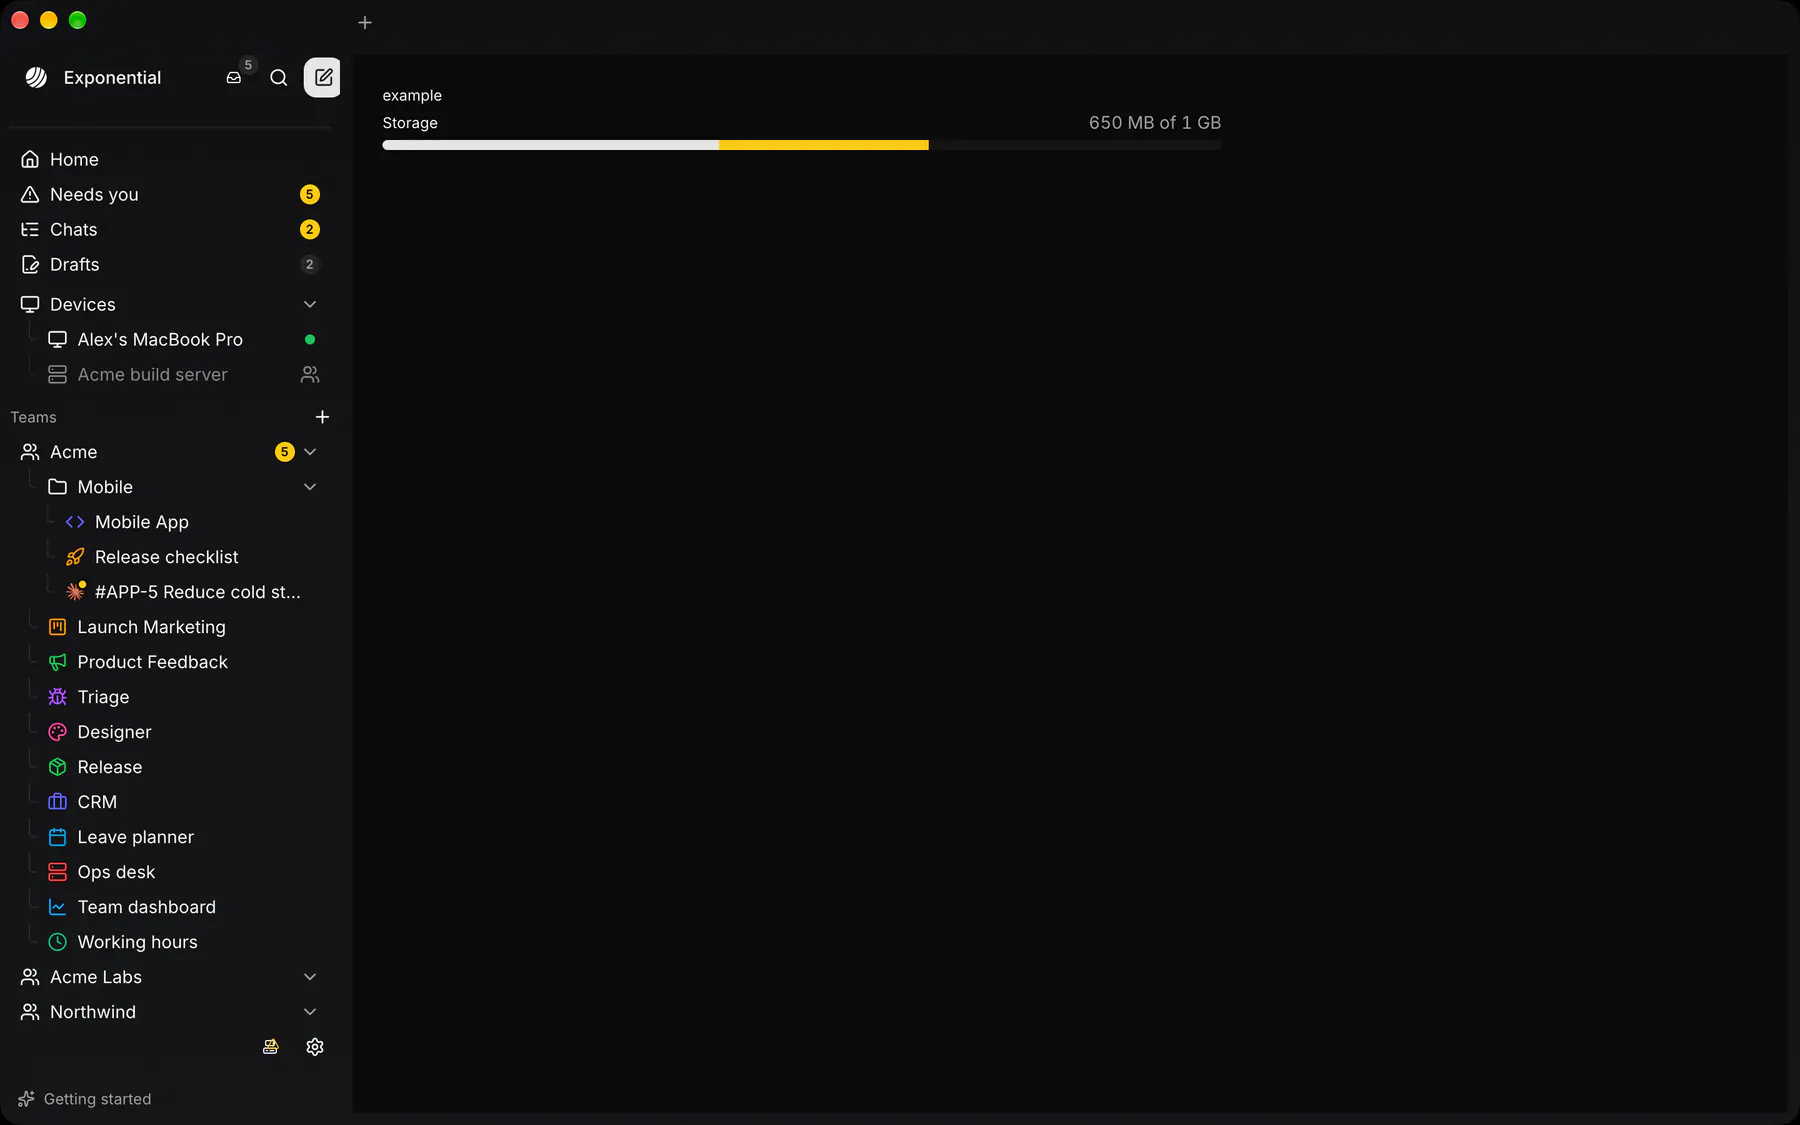 Exponential
5
Home
Needs you
5
Chats
2
Drafts
2
Devices
Alex's MacBook Pro
Acme build server
Teams
Acme
5
Mobile
Mobile App
Release checklist
#APP-5 Reduce cold st...
Launch Marketing
Product Feedback
Triage
Designer
Release
CRM
Leave planner
Ops desk
Team dashboard
Working hours
Acme Labs
Northwind
Getting started
example
Storage
650 MB of 1 GB